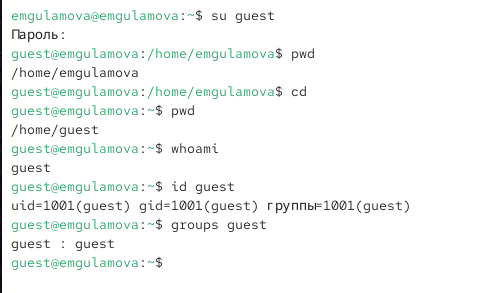 emgulamova@emgulamova:~$ su guest
Пароль:
guest@emgulamova:/home/emgulamova$ pwd
/home/emgulamova
guest@emgulamova:/home/emgulamova$ cd
guest@emgulamova:~$ pwd
/home/guest
guest@emgulamova:~$ whoami
guest
guest@emgulamova:~$ id guest
uid=1001(guest) gid=1001(guest) группы=1001(guest)
guest@emgulamova:~$ groups guest
guest : guest
guest@emgulamova:~$